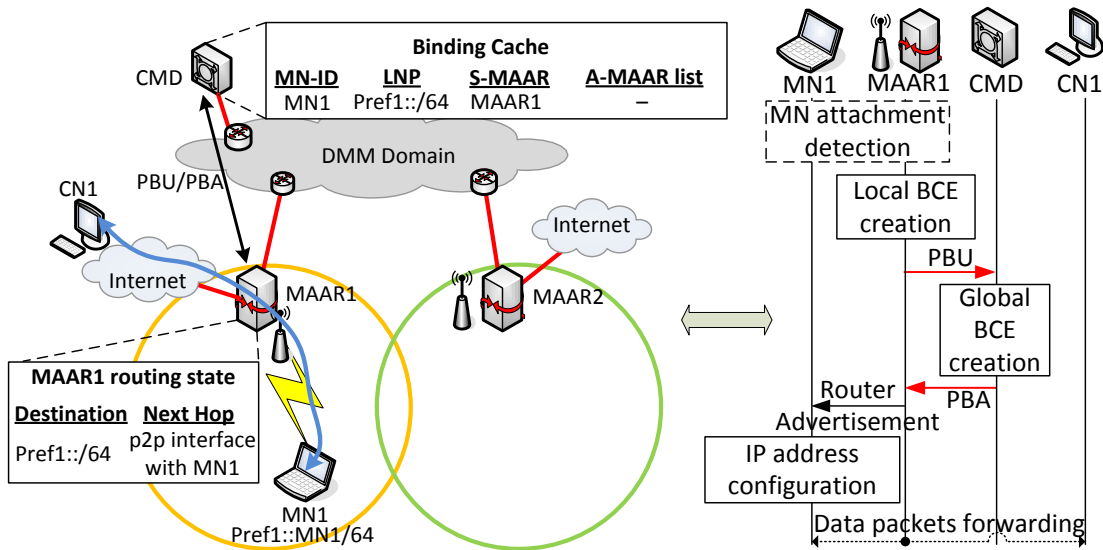 Binding Cache
MN-ID LNP S-MAAR A-MAAR list
MN1 Pref1::/64 MAAR1 –
CMD
DMM Domain
PBU/PBA
CN1
Internet
Internet
MAAR1
MAAR2
MAAR1 routing state
Destination Next Hop
Pref1::/64 p2p interface
with MN1
MN1
Pref1::MN1/64
MN1 MAAR1 CMD CN1
MN attachment
detection
Local BCE
creation
PBU
Global
BCE
creation
PBA
Router
Advertisement
IP address
configuration
Data packets forwarding